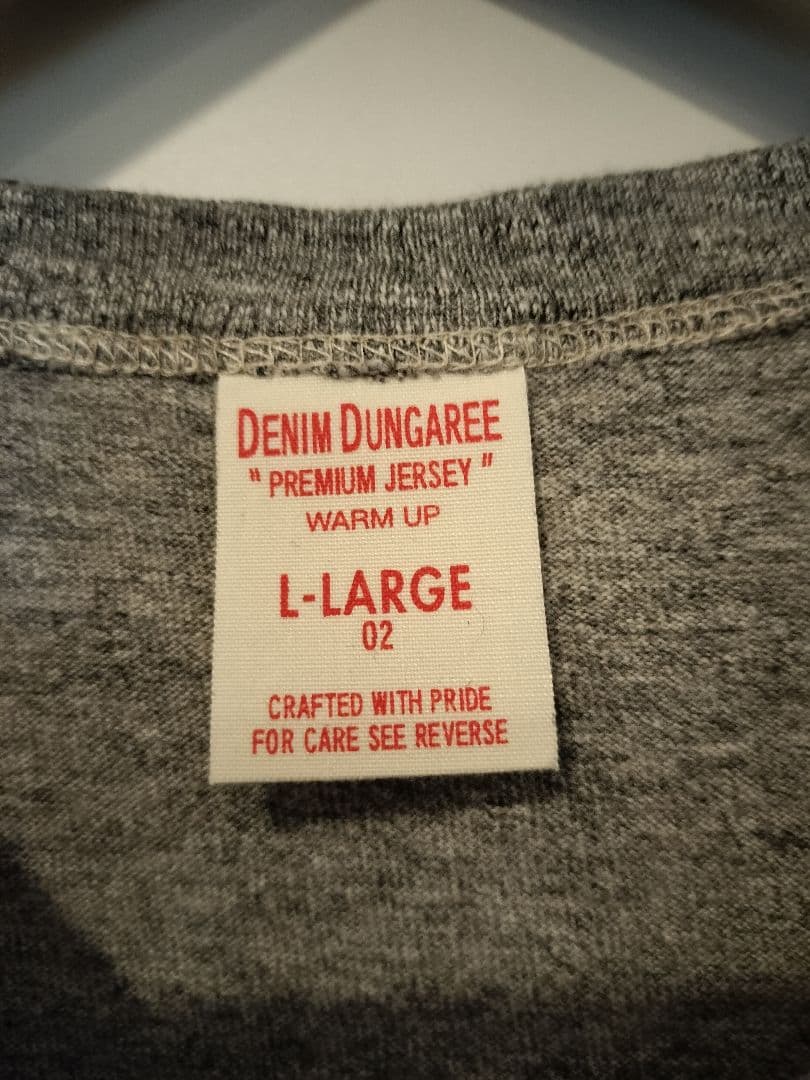 DENIM DUNGAREE
" PREMIUM JERSEY "
WARM UP
L-LARGE
02
CRAFTED WITH PRIDE
FOR CARE SEE REVERSE